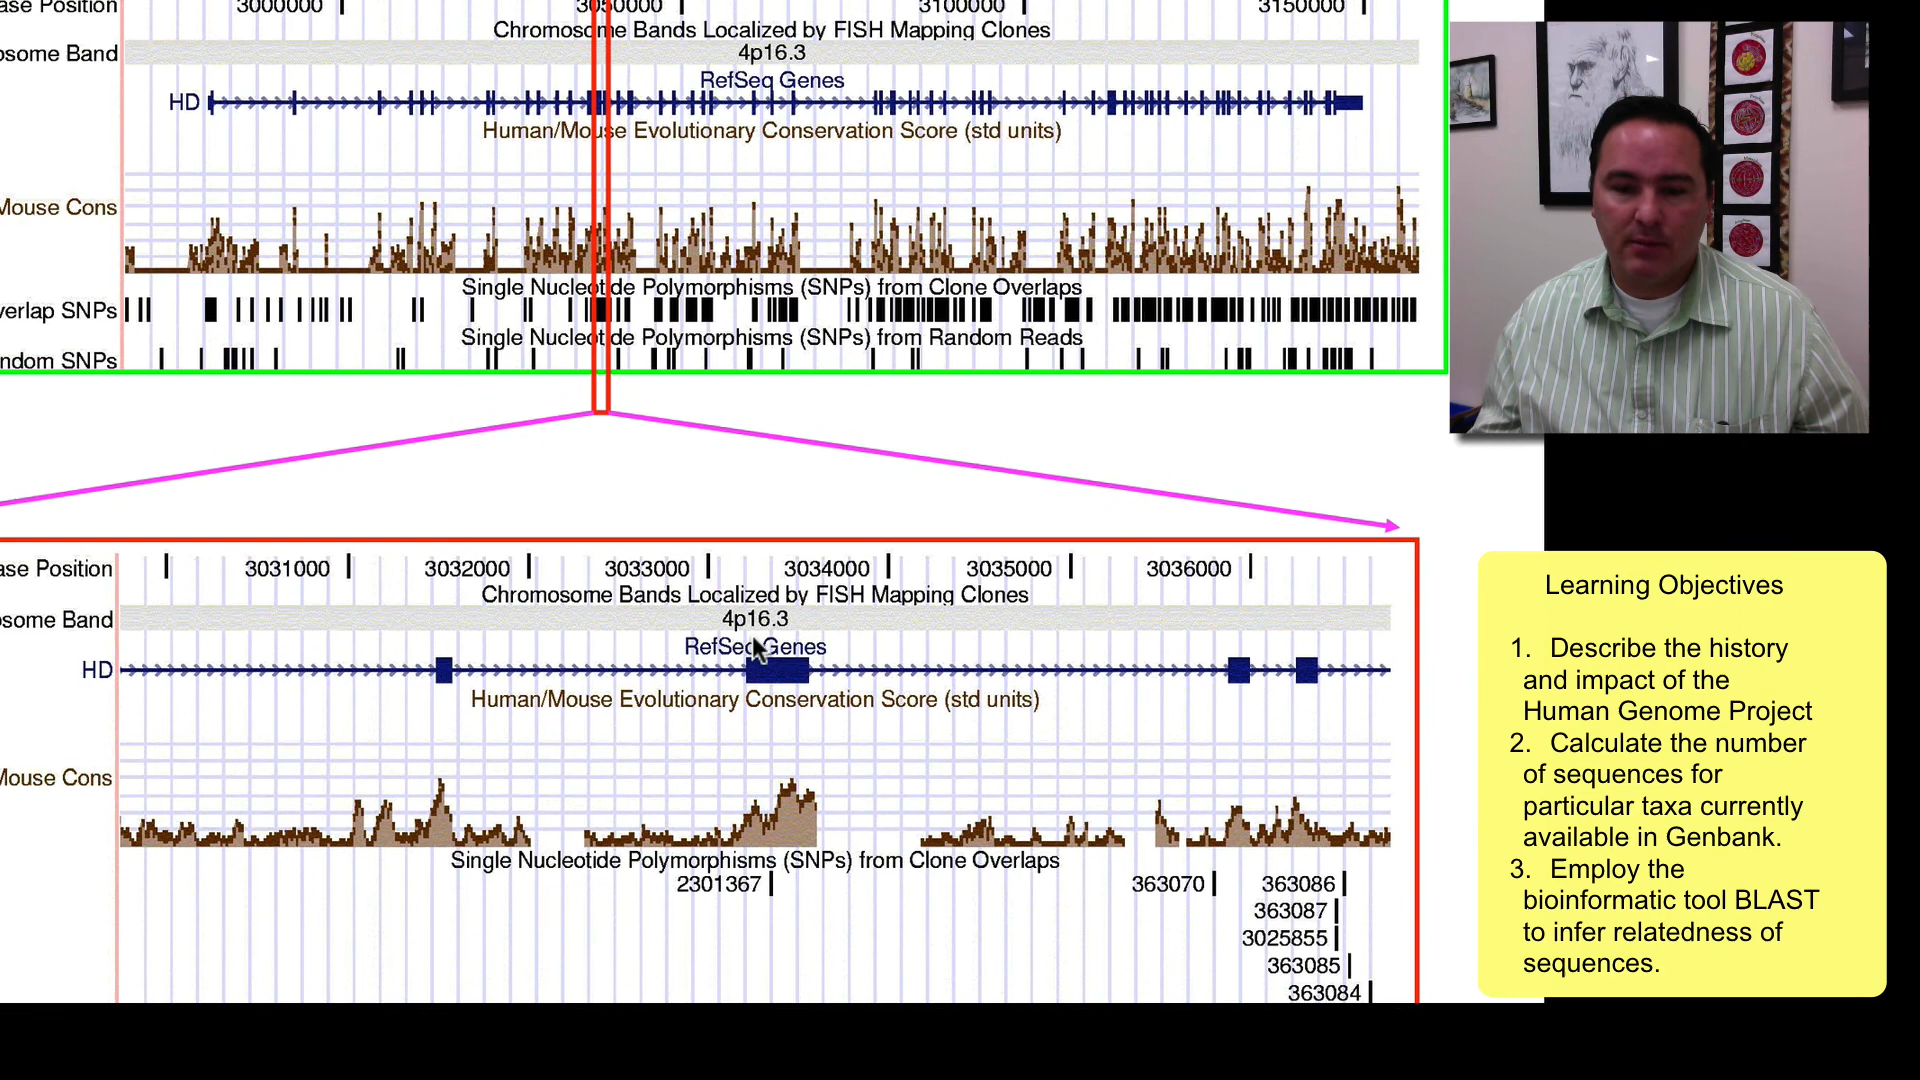 ase Position 3000000 3050000 3100000 3150000
Chromosome Bands Localized by FISH Mapping Clones
osome Band 4p16.3
RefSeq Genes
HD
Human/Mouse Evolutionary Conservation Score (std units)
Mouse Cons
Single Nucleotide Polymorphisms (SNPs) from Clone Overlaps
verlap SNPs
Single Nucleotide Polymorphisms (SNPs) from Random Reads
ndom SNPs
ase Position 3031000 3032000 3033000 3034000 3035000 3036000
Chromosome Bands Localized by FISH Mapping Clones
osome Band 4p16.3
RefSeq Genes
HD
Human/Mouse Evolutionary Conservation Score (std units)
Mouse Cons
Single Nucleotide Polymorphisms (SNPs) from Clone Overlaps
2301367 363070 363086
363087
3025855
363085
363084
Learning Objectives
1. Describe the history
and impact of the
Human Genome Project
2. Calculate the number
of sequences for
particular taxa currently
available in Genbank.
3. Employ the
bioinformatic tool BLAST
to infer relatedness of
sequences.